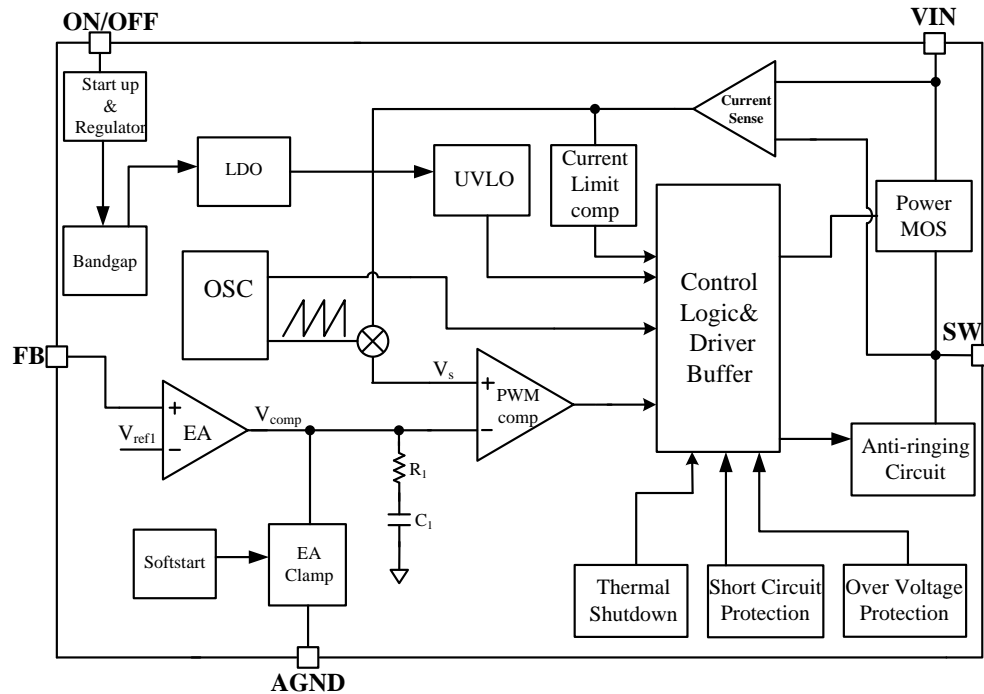 ON/OFF
VIN
Start up
&
Regulator
Current
Sense
LDO
UVLO
Current
Limit
comp
Power
MOS
Bandgap
OSC
Control
Logic&
Driver
Buffer
SW
FB
Vs
+
PWM
comp
−
+
EA
−
Vref1
Vcomp
R1
C1
Anti-ringing
Circuit
Softstart
EA
Clamp
Thermal
Shutdown
Short Circuit
Protection
Over Voltage
Protection
AGND